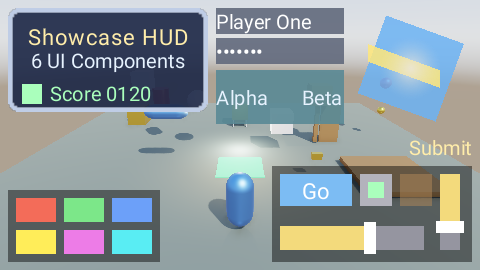 Showcase HUD
6 UI Components
Score 0120
Player One
•••••••
Alpha Beta
Submit
Go